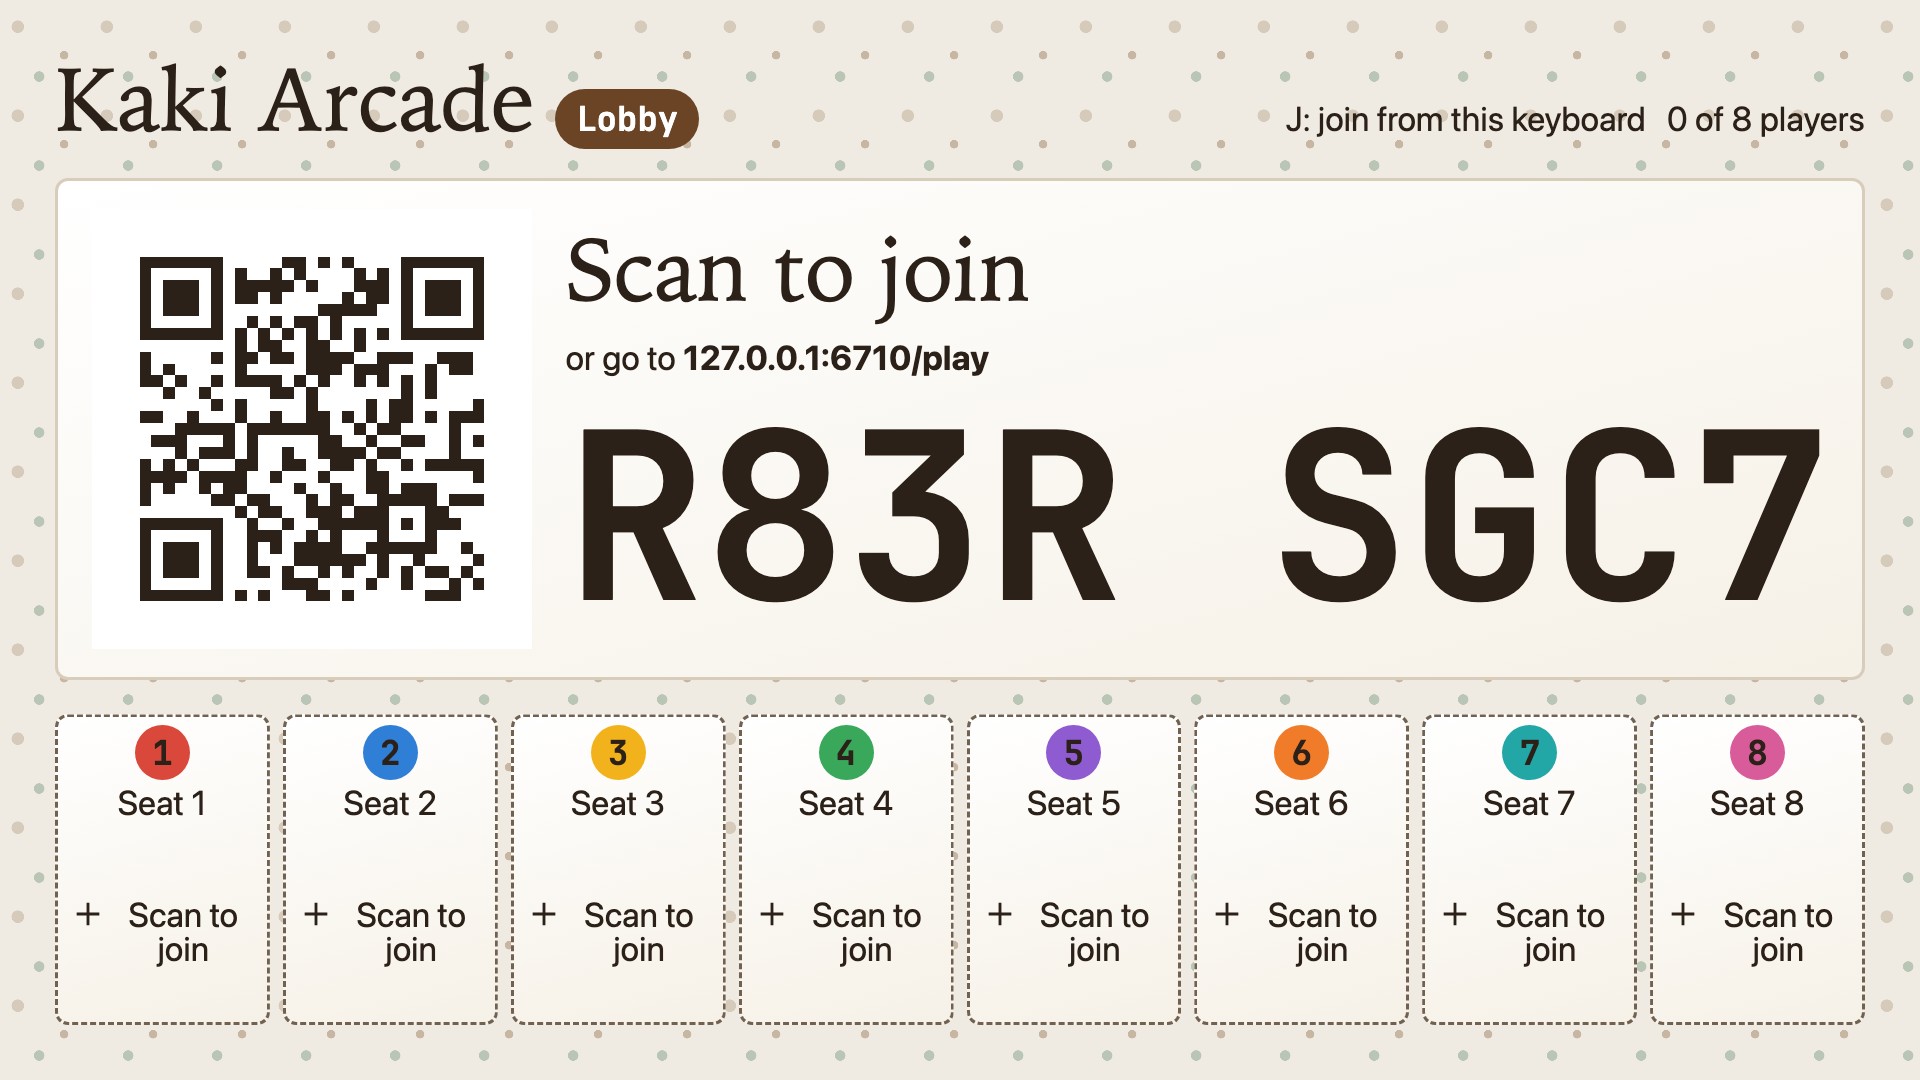 Kaki Arcade Lobby
J: join from this keyboard 0 of 8 players
Scan to join
or go to 127.0.0.1:6710/play
R83R SGC7
1
Seat 1
+ Scan to
join
2
Seat 2
+ Scan to
join
3
Seat 3
+ Scan to
join
4
Seat 4
+ Scan to
join
5
Seat 5
+ Scan to
join
6
Seat 6
+ Scan to
join
7
Seat 7
+ Scan to
join
8
Seat 8
+ Scan to
join